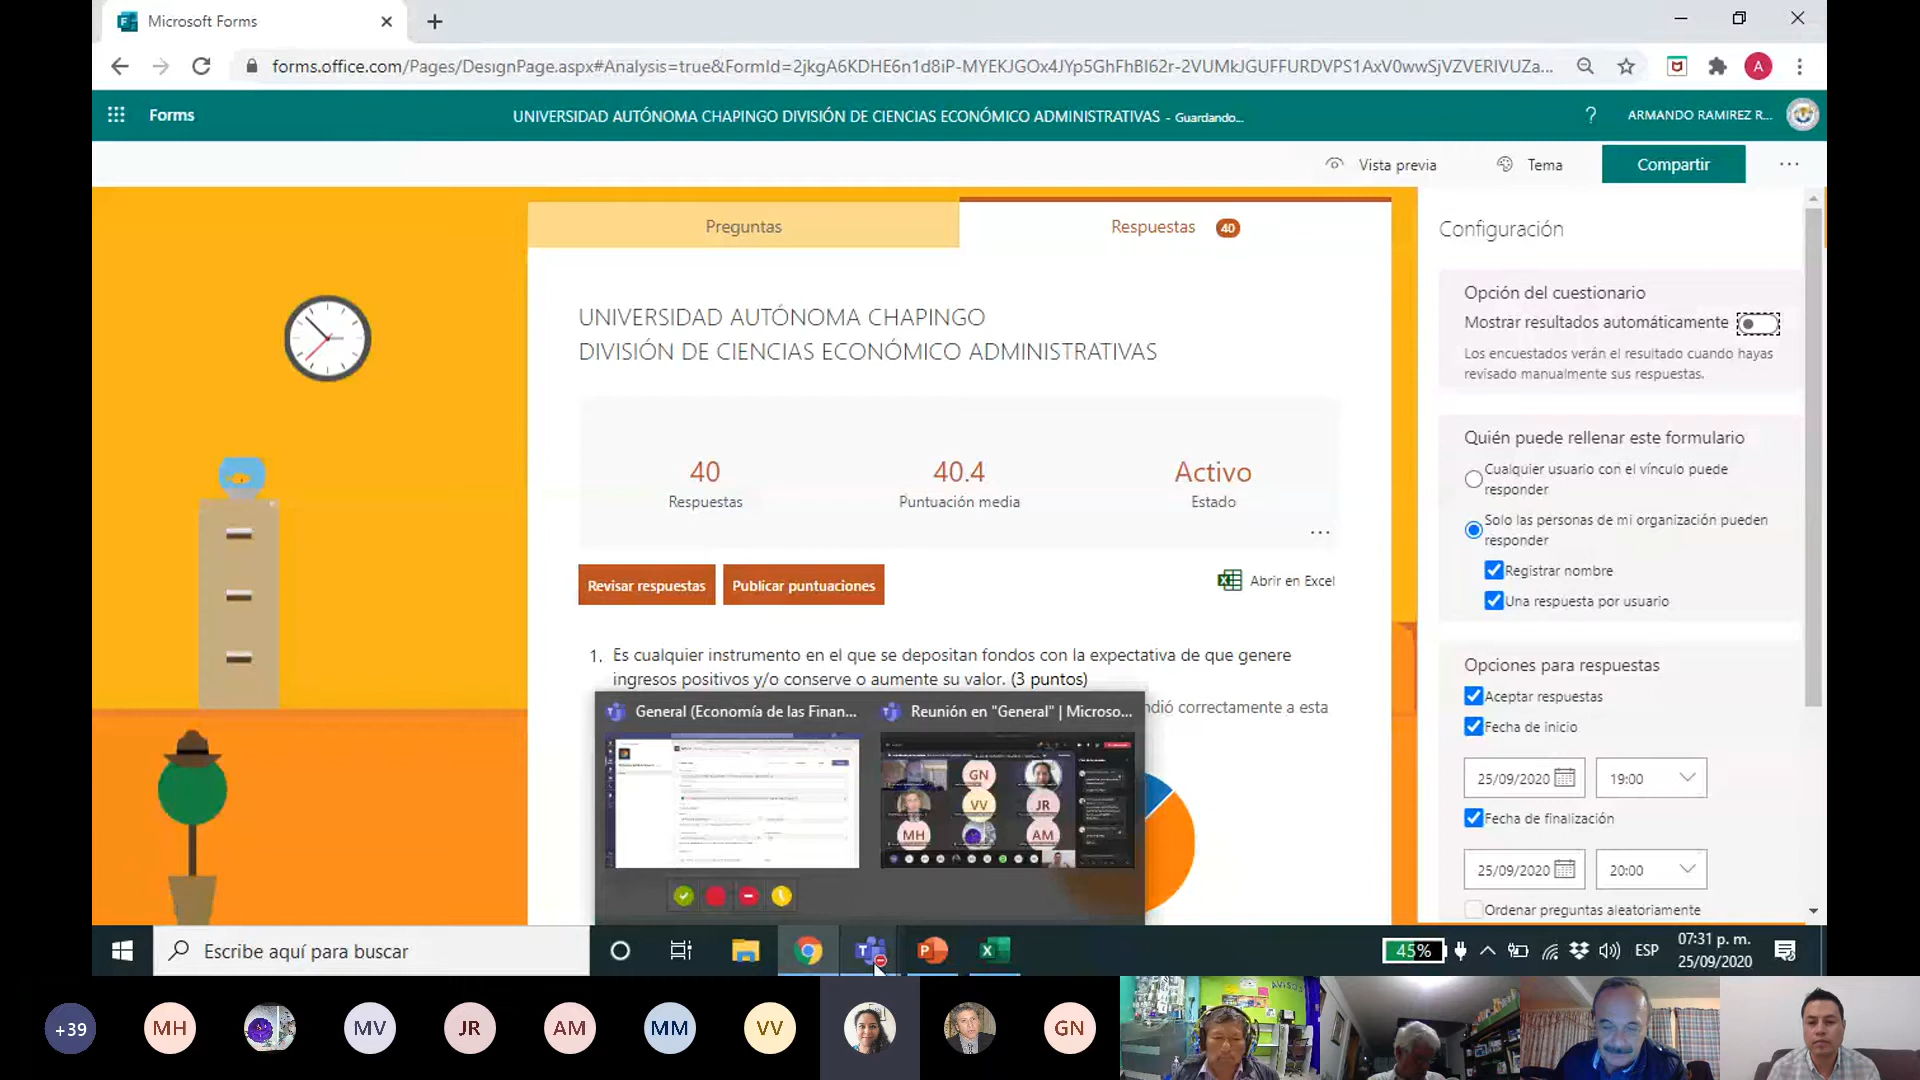 Microsoft Forms
forms.office.com/Pages/DesignPage.aspx#Analysis=true&FormId=2jkgA6KDHE6n1d8iP-MYEKJGOx4JYp5GhFhBI62r-2VUMkJGUFFURDVPS1AxV0wwSjVZVERIVUZa...
A
Forms
UNIVERSIDAD AUTÓNOMA CHAPINGO DIVISIÓN DE CIENCIAS ECONÓMICO ADMINISTRATIVAS - Guardando...
?
ARMANDO RAMIREZ R...
Vista previa
Tema
Compartir
Preguntas
Respuestas 40
UNIVERSIDAD AUTÓNOMA CHAPINGO
DIVISIÓN DE CIENCIAS ECONÓMICO ADMINISTRATIVAS
40
Respuestas
40.4
Puntuación media
Activo
Estado
Revisar respuestas
Publicar puntuaciones
Abrir en Excel
1. Es cualquier instrumento en el que se depositan fondos con la expectativa de que genere
ingresos positivos y/o conserve o aumente su valor. (3 puntos)
ndió correctamente a esta
Configuración
Opción del cuestionario
Mostrar resultados automáticamente
Los encuestados verán el resultado cuando hayas
revisado manualmente sus respuestas.
Quién puede rellenar este formulario
Cualquier usuario con el vínculo puede
responder
Solo las personas de mi organización pueden
responder
Registrar nombre
Una respuesta por usuario
Opciones para respuestas
Aceptar respuestas
Fecha de inicio
25/09/2020
19:00
Fecha de finalización
25/09/2020
20:00
Ordenar preguntas aleatoriamente
General (Economía de las Finan...
Reunión en "General" | Microso...
GN
VV
JR
MH
AM
Escribe aquí para buscar
45%
ESP
07:31 p. m.
25/09/2020
+39
MH
MV
JR
AM
MM
VV
GN